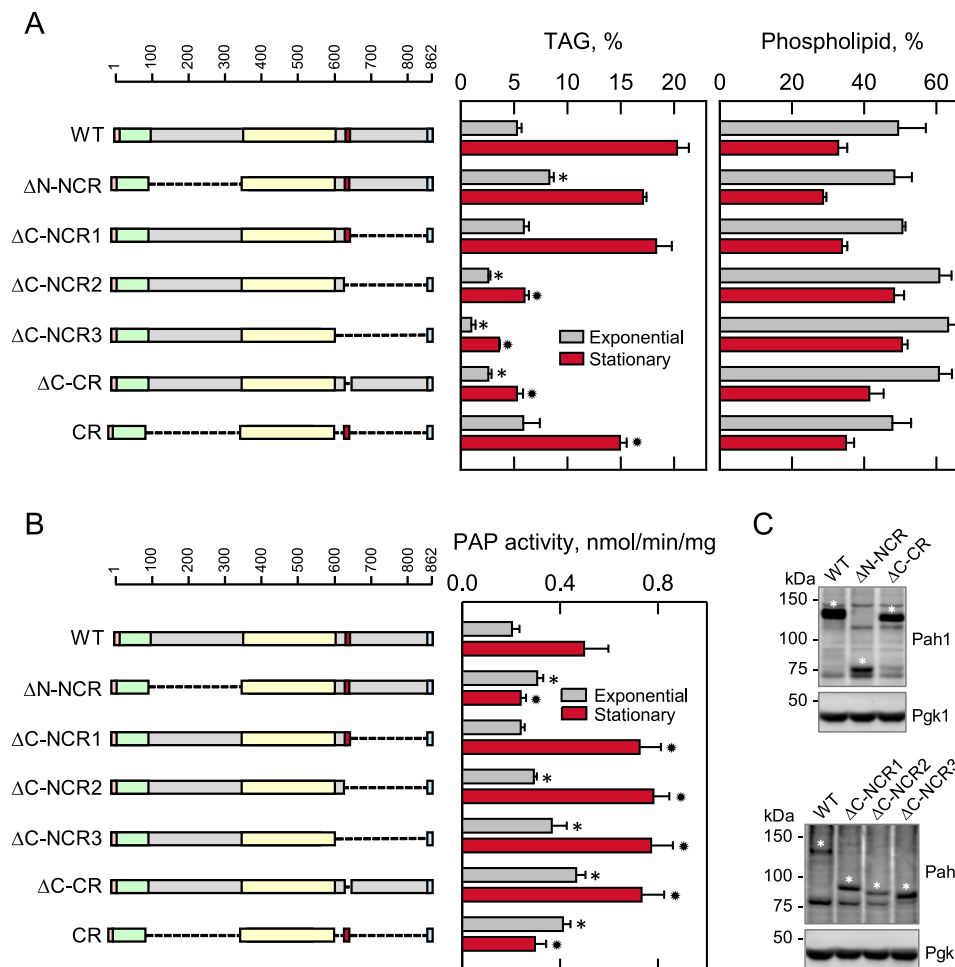 A
TAG, %
Phospholipid, %
1 100 200 300 400 500 600 700 800 862
0 5 10 15 20
0 20 40 60
WT
ΔN-NCR
*
ΔC-NCR1
ΔC-NCR2
*
✷
ΔC-NCR3
*
✷
Exponential
Stationary
ΔC-CR
*
✷
CR
✷
B
PAP activity, nmol/min/mg
1 100 200 300 400 500 600 700 800 862
0.0 0.4 0.8
WT
ΔN-NCR
*
✷
Exponential
Stationary
ΔC-NCR1
✷
ΔC-NCR2
*
✷
ΔC-NCR3
*
✷
ΔC-CR
*
✷
CR
*
✷
C
WT ΔN-NCR ΔC-CR
kDa
150
100
75
50
* * *
Pah1
Pgk1
WT ΔC-NCR1 ΔC-NCR2 ΔC-NCR3
kDa
150
100
75
50
* * * *
Pah
Pgk